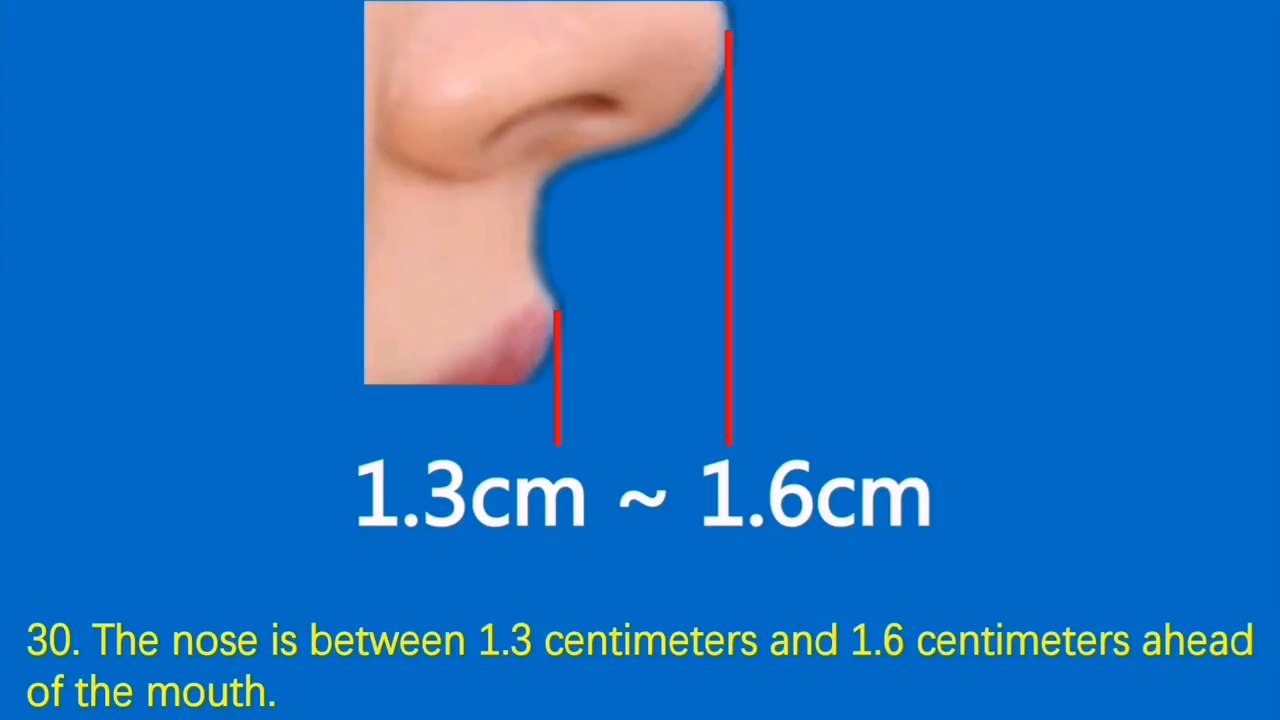 1.3cm ~ 1.6cm
30. The nose is between 1.3 centimeters and 1.6 centimeters ahead
of the mouth.